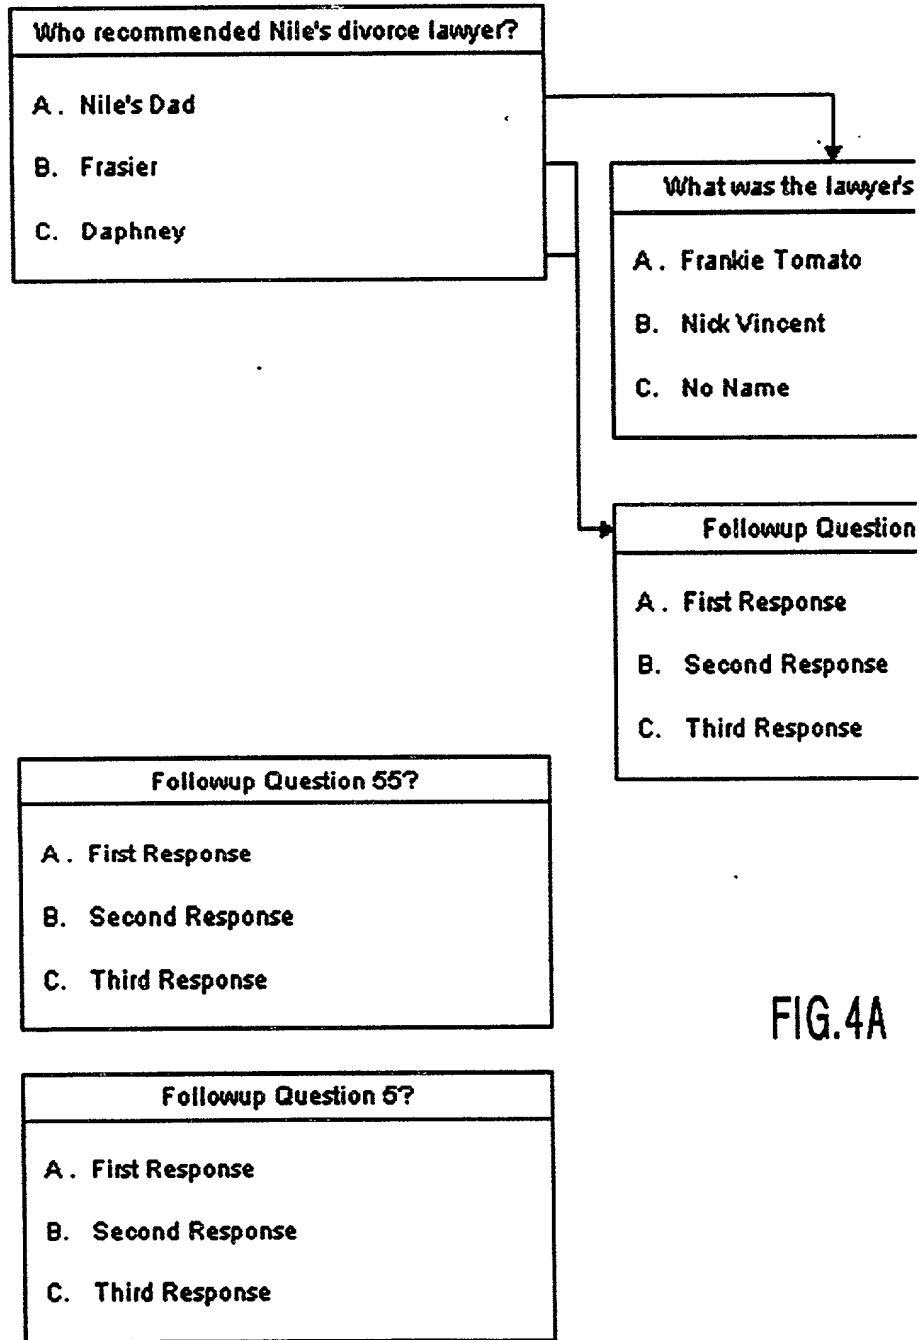 Who recommended Nile's divorce lawyer?
A. Nile's Dad
B. Frasier
C. Daphney
What was the lawyer's
A. Frankie Tomato
B. Nick Vincent
C. No Name
Followup Question
A. First Response
B. Second Response
C. Third Response
Followup Question 55?
A. First Response
B. Second Response
C. Third Response
FIG.4A
Followup Question 5?
A. First Response
B. Second Response
C. Third Response